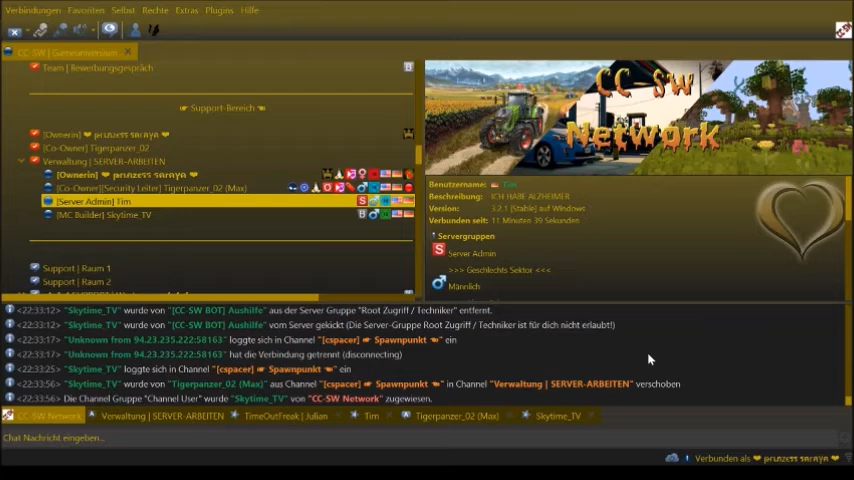 Verbindungen Favoriten Selbst Rechte Extras Plugins Hilfe
CC-SW | Gameruniversum
Team | Bewerbungsgespräch
Support-Bereich
[Ownerin] ❤ prinzess saraya ❤
[Co-Owner] Tigerpanzer_02
Verwaltung | SERVER-ARBEITEN
[Ownerin] ❤ prinzess saraya ❤
[Co-Owner][Security Leiter] Tigerpanzer_02 (Max)
[Server Admin] Tim
[MC Builder] Skytime_TV
Support | Raum 1
Support | Raum 2
CC-SW
Network
Benutzername: Tim
Beschreibung: ICH HABE ALZHEIMER
Version: 3.2.1 [Stable] auf Windows
Verbunden seit: 11 Minuten 39 Sekunden
Servergruppen
Server Admin
>>> Geschlechts Sektor <<<
Männlich
<22:33:12> "Skytime_TV" wurde von "[CC-SW BOT] Aushilfe" aus der Server Gruppe "Root Zugriff / Techniker" entfernt.
<22:33:12> "Skytime_TV" wurde von "[CC-SW BOT] Aushilfe" vom Server gekickt (Die Server-Gruppe Root Zugriff / Techniker ist für dich nicht erlaubt!)
<22:33:17> "Unknown from 94.23.235.222:58163" loggte sich in Channel "[cspacer] ☛ Spawnpunkt ☚" ein
<22:33:17> "Unknown from 94.23.235.222:58163" hat die Verbindung getrennt (disconnecting)
<22:33:25> "Skytime_TV" loggte sich in Channel "[cspacer] ☛ Spawnpunkt ☚" ein
<22:33:56> "Skytime_TV" wurde von "Tigerpanzer_02 (Max)" aus Channel "[cspacer] ☛ Spawnpunkt ☚" in Channel "Verwaltung | SERVER-ARBEITEN" verschoben
<22:33:56> Die Channel Gruppe "Channel User" wurde "Skytime_TV" von "CC-SW Network" zugewiesen.
CC-SW Network Verwaltung | SERVER-ARBEITEN TimeOutFreak | Julian Tim Tigerpanzer_02 (Max) Skytime_TV
Chat Nachricht eingeben...
Verbunden als ❤ prinzess saraya ❤